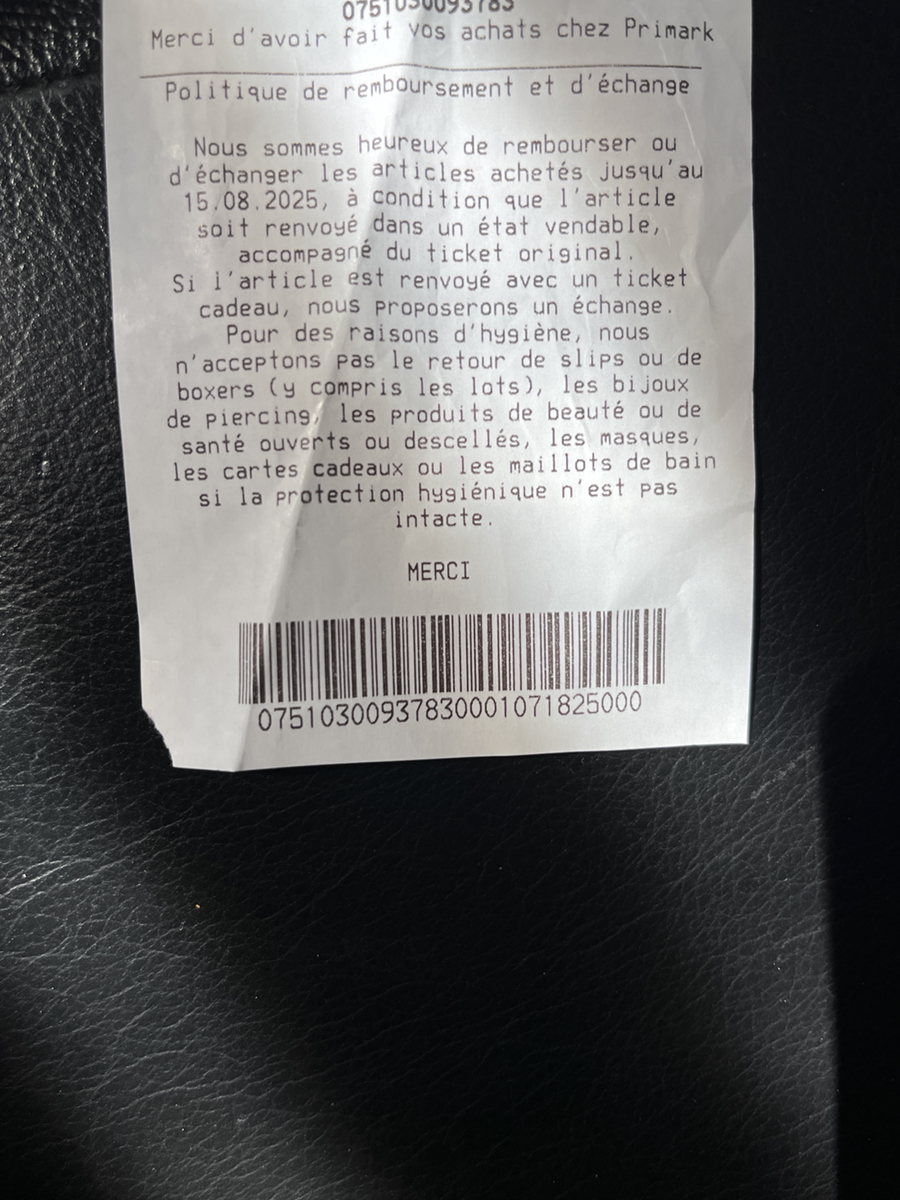 0751030093783
Merci d'avoir fait vos achats chez Primark
Politique de remboursement et d'échange
Nous sommes heureux de rembourser ou
d'échanger les articles achetés jusqu'au
15.08.2025, à condition que l'article
soit renvoyé dans un état vendable,
accompagné du ticket original.
Si l'article est renvoyé avec un ticket
cadeau, nous proposerons un échange.
Pour des raisons d'hygiène, nous
n'acceptons pas le retour de slips ou de
boxers (y compris les lots), les bijoux
de piercing, les produits de beauté ou de
santé ouverts ou descellés, les masques,
les cartes cadeaux ou les maillots de bain
si la protection hygiénique n'est pas
intacte.
MERCI
07510300937830001071825000